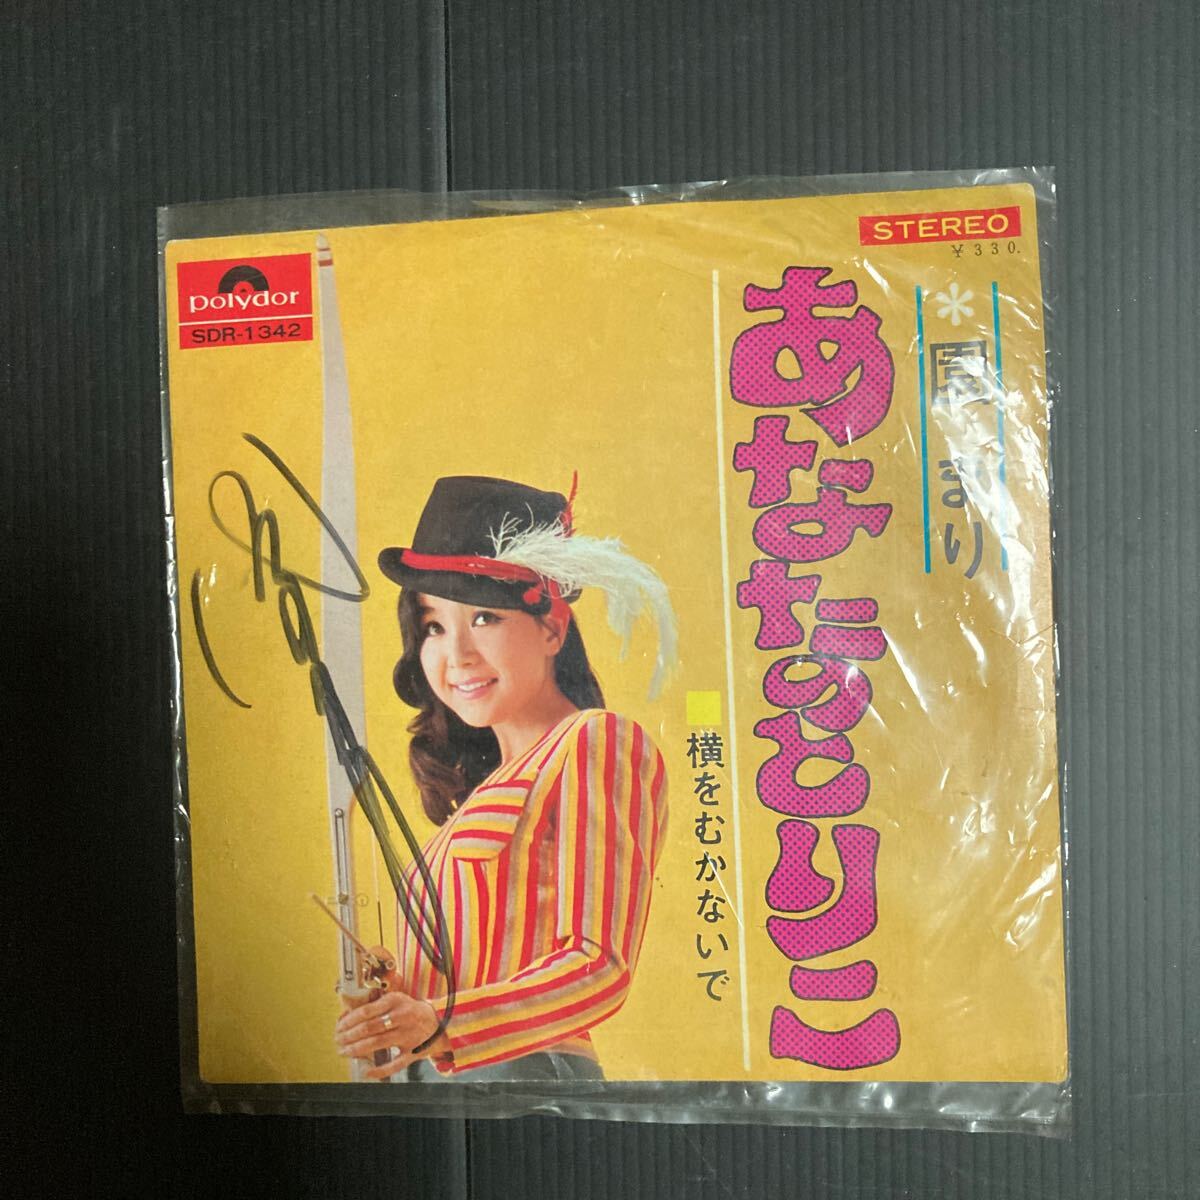 STEREO
¥330.
polydor
SDR-1342
＊園まり
あなたのとりこ
■横をむかないで